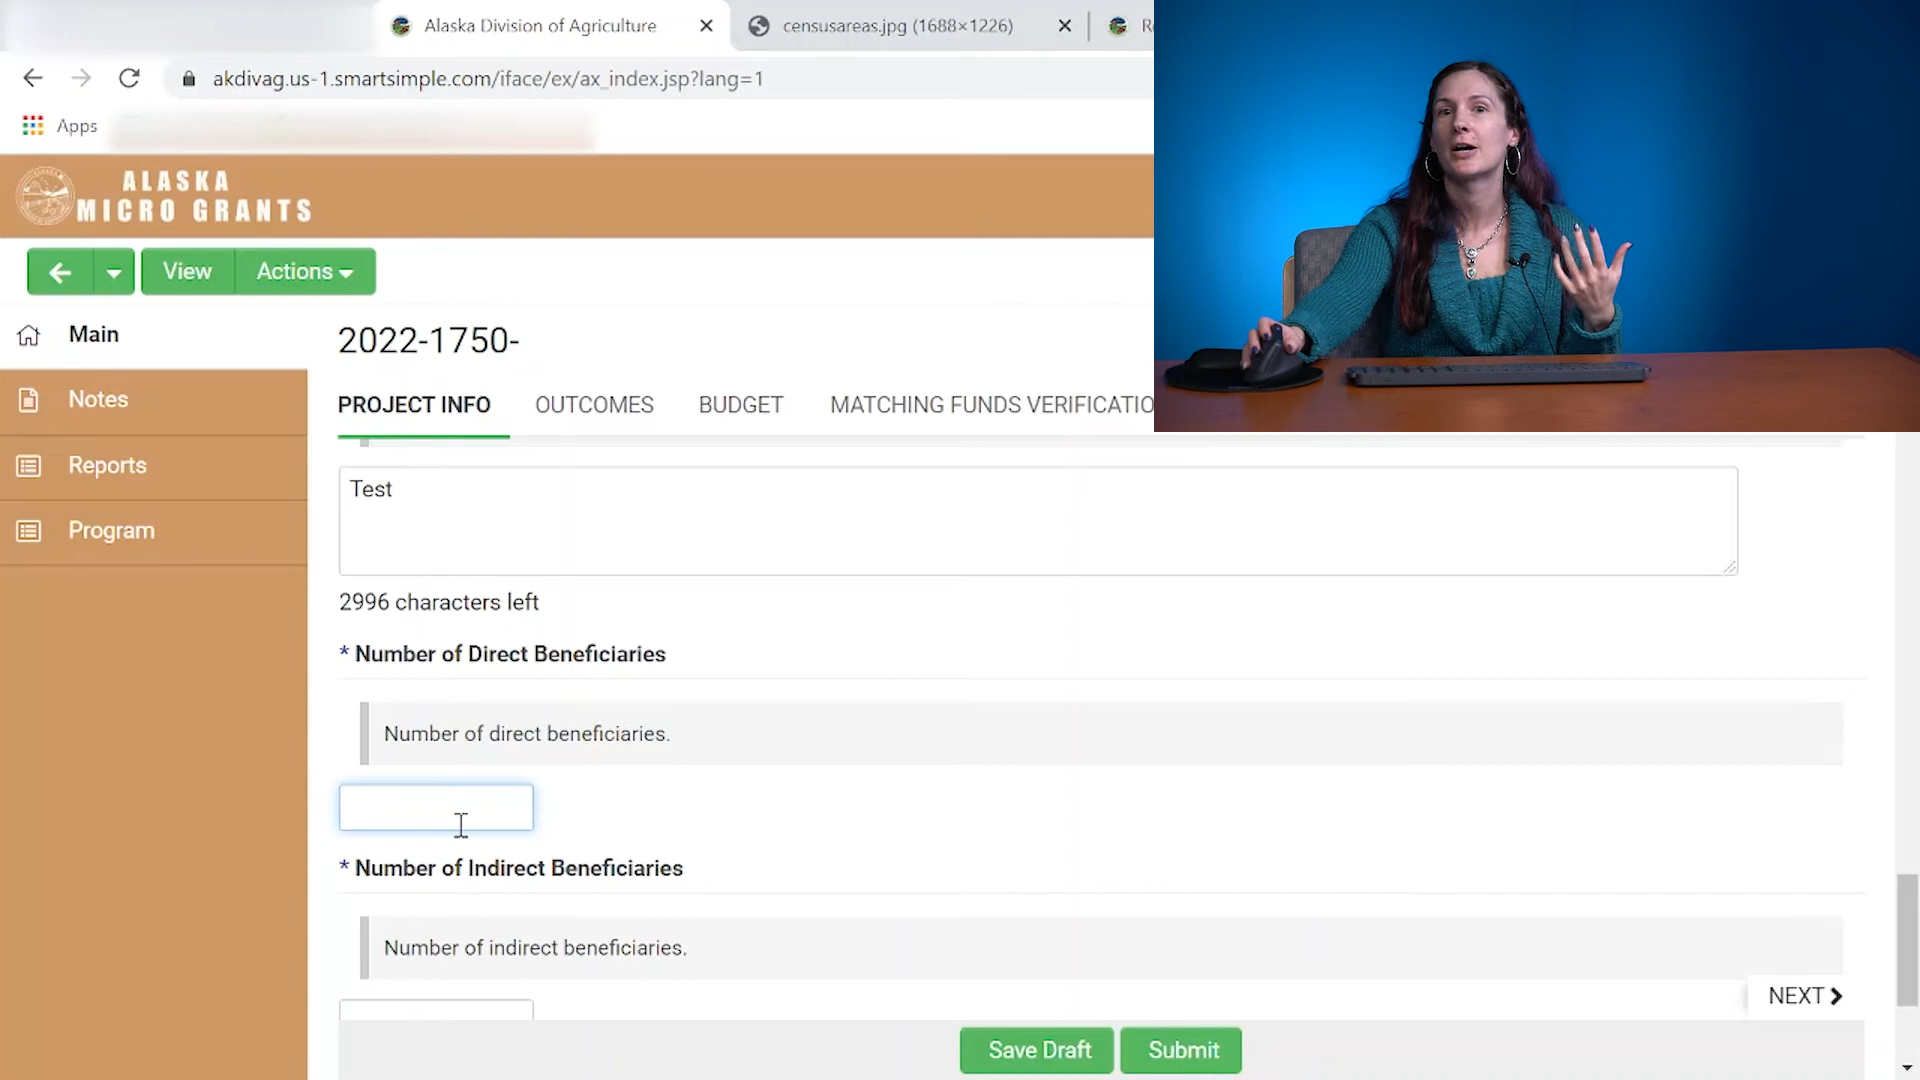 Alaska Division of Agriculture
censusareas.jpg (1688×1226)
akdivag.us-1.smartsimple.com/iface/ex/ax_index.jsp?lang=1
Apps
ALASKA
MICRO GRANTS
View
Actions
Main
Notes
Reports
Program
2022-1750-
PROJECT INFO
OUTCOMES
BUDGET
MATCHING FUNDS VERIFICATIO
Test
2996 characters left
* Number of Direct Beneficiaries
Number of direct beneficiaries.
* Number of Indirect Beneficiaries
Number of indirect beneficiaries.
NEXT
Save Draft
Submit